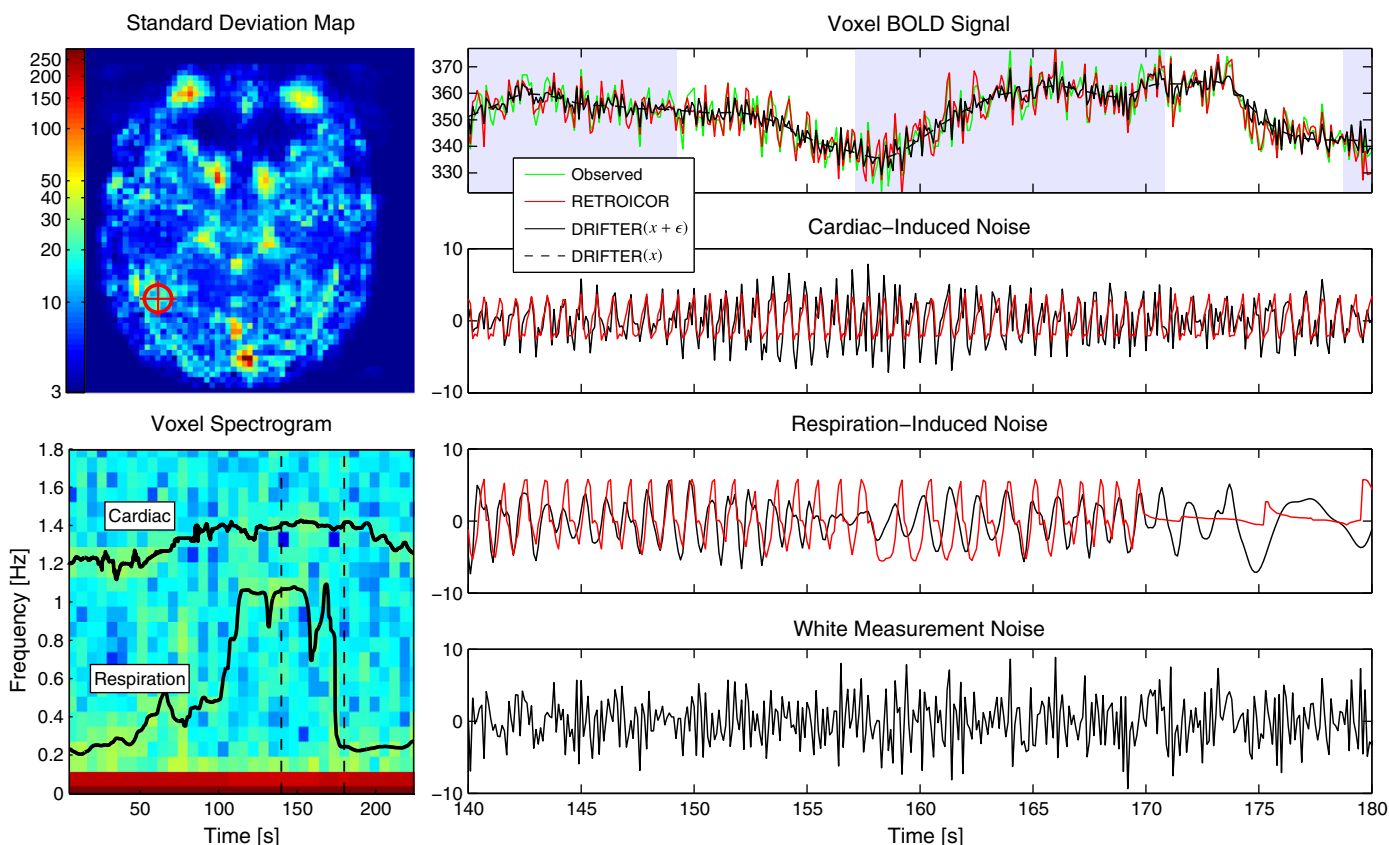 Standard Deviation Map
250
200
150
100
50
40
30
20
10
3
Voxel BOLD Signal
370
360
350
340
330
Observed
RETROICOR
DRIFTER(x + ϵ)
DRIFTER(x)
Cardiac−Induced Noise
10
0
−10
Voxel Spectrogram
1.8
1.6
1.4
1.2
1
0.8
0.6
0.4
0.2
0
Frequency [Hz]
Cardiac
Respiration
50
100
150
200
Time [s]
Respiration−Induced Noise
10
0
−10
White Measurement Noise
10
0
−10
140
145
150
155
160
165
170
175
180
Time [s]
Time [s]